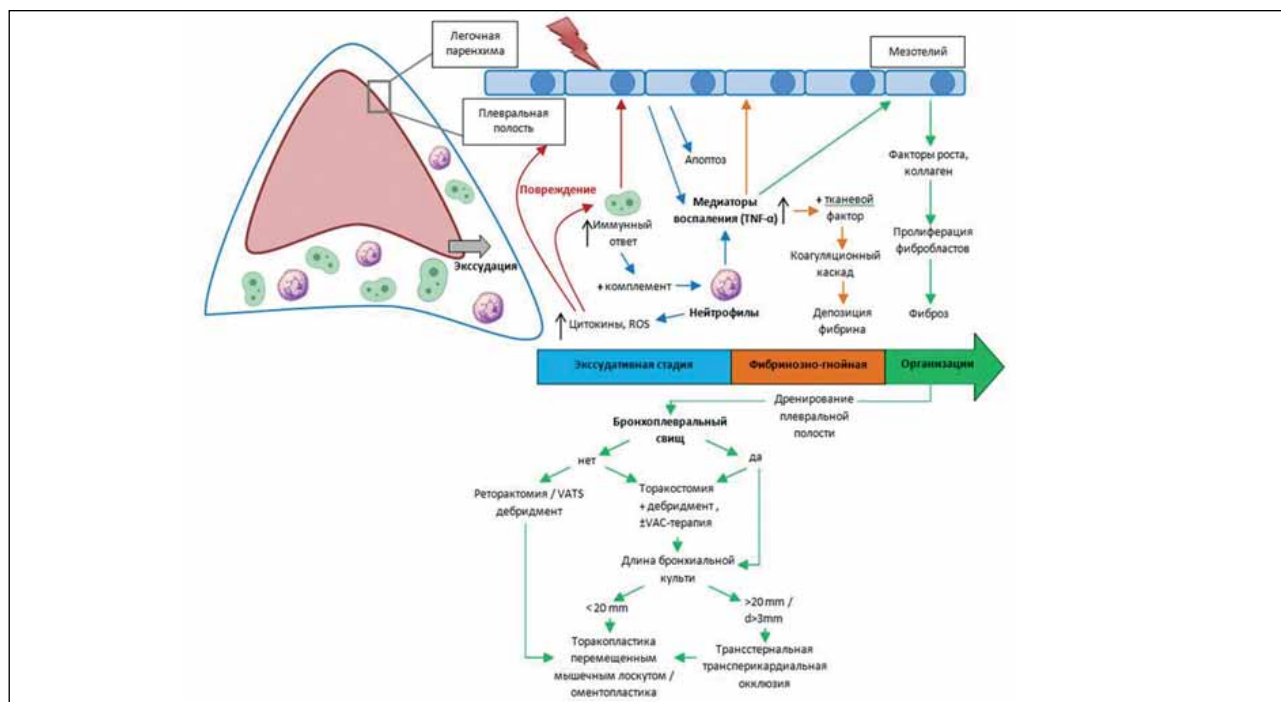 Легочная
паренхима
Плевральная
полость
Мезотелий
Экссудация
Повреждение
Иммунный
ответ
+ комплемент
Цитокины, ROS
Нейтрофилы
Апоптоз
Медиаторы
воспаления (TNF-α)
+ тканевой
фактор
Коагуляционный
каскад
Депозиция
фибрина
Факторы роста,
коллаген
Пролиферация
фибробластов
Фиброз
Экссудативная стадия
Фибринозно-гнойная
Организации
Дренирование
плевральной
полости
Бронхоплевральный
свищ
нет
да
Реторактомия / VATS
дебридмент
Торакостомия
+ дебридмент ,
±VAC-терапия
Длина бронхиальной
культи
< 20 mm
>20 mm /
d>3mm
Торакопластика
перемещенным
мышечным лоскутом /
оментопластика
Трансстернальная
трансперикардиальная
окклюзия